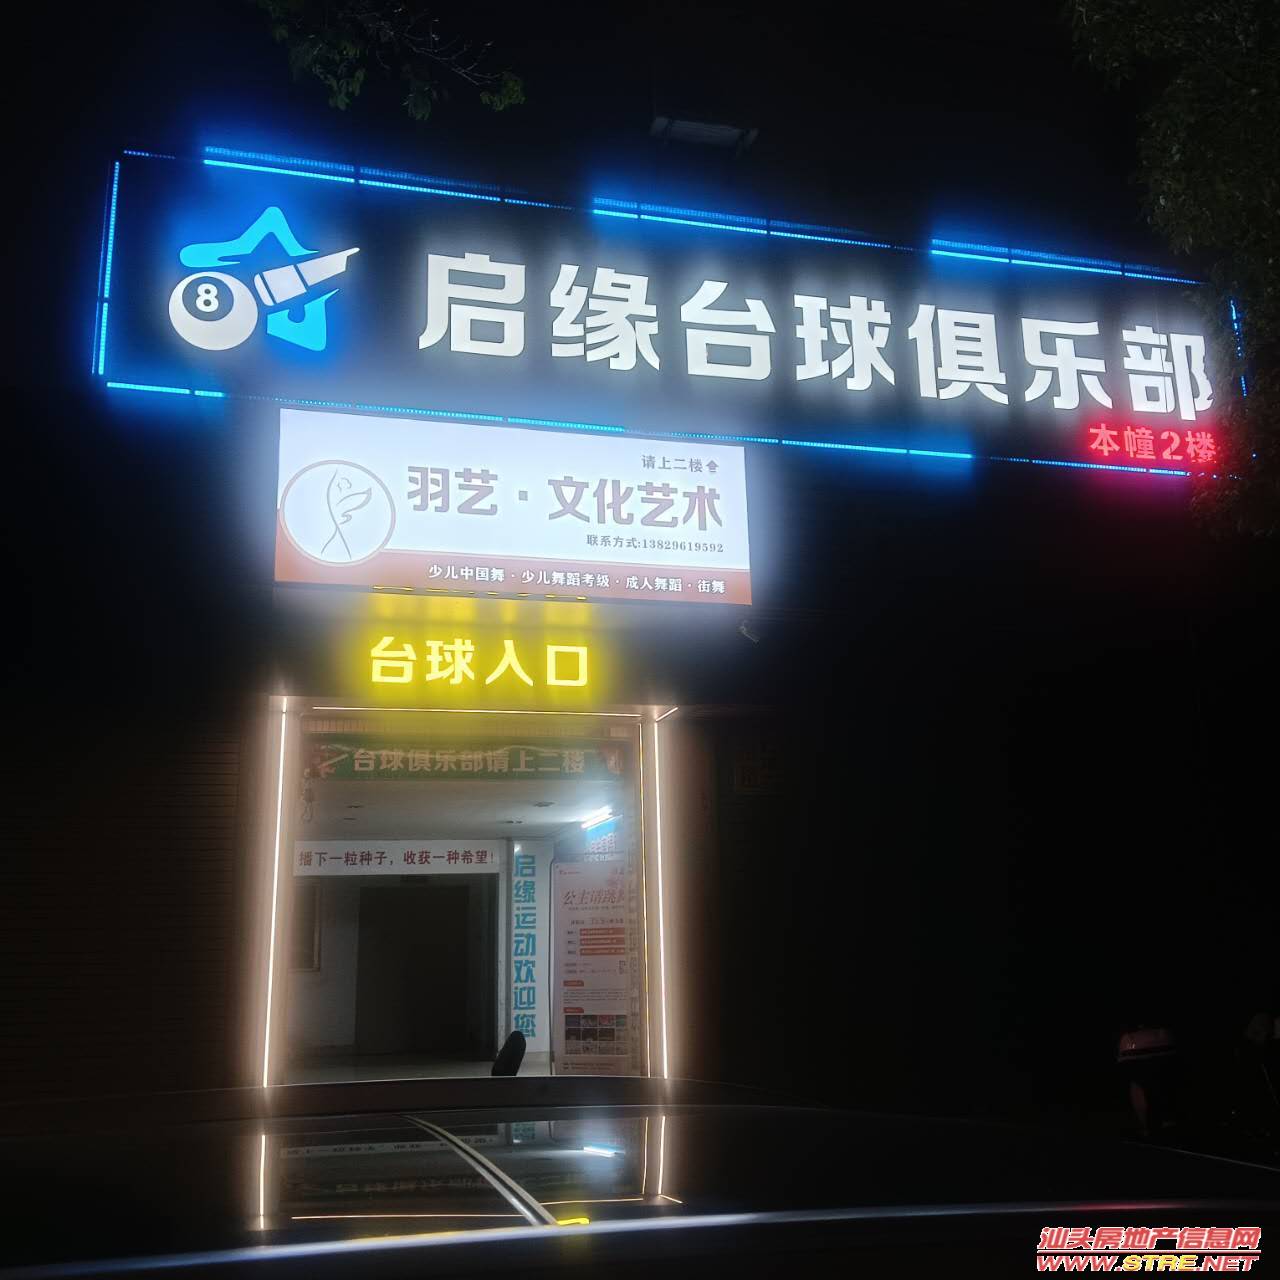 8
启缘台球俱乐部
本幢2楼
请上二楼
羽艺·文化艺术
联系方式:13829619592
少儿中国舞·少儿舞蹈考级·成人舞蹈·街舞
台球入口
台球俱乐部请上二楼
播下一粒种子，收获一种希望！
启缘运动欢迎您
公主请跳
汕头房地产信息网
WWW.STRE.NET